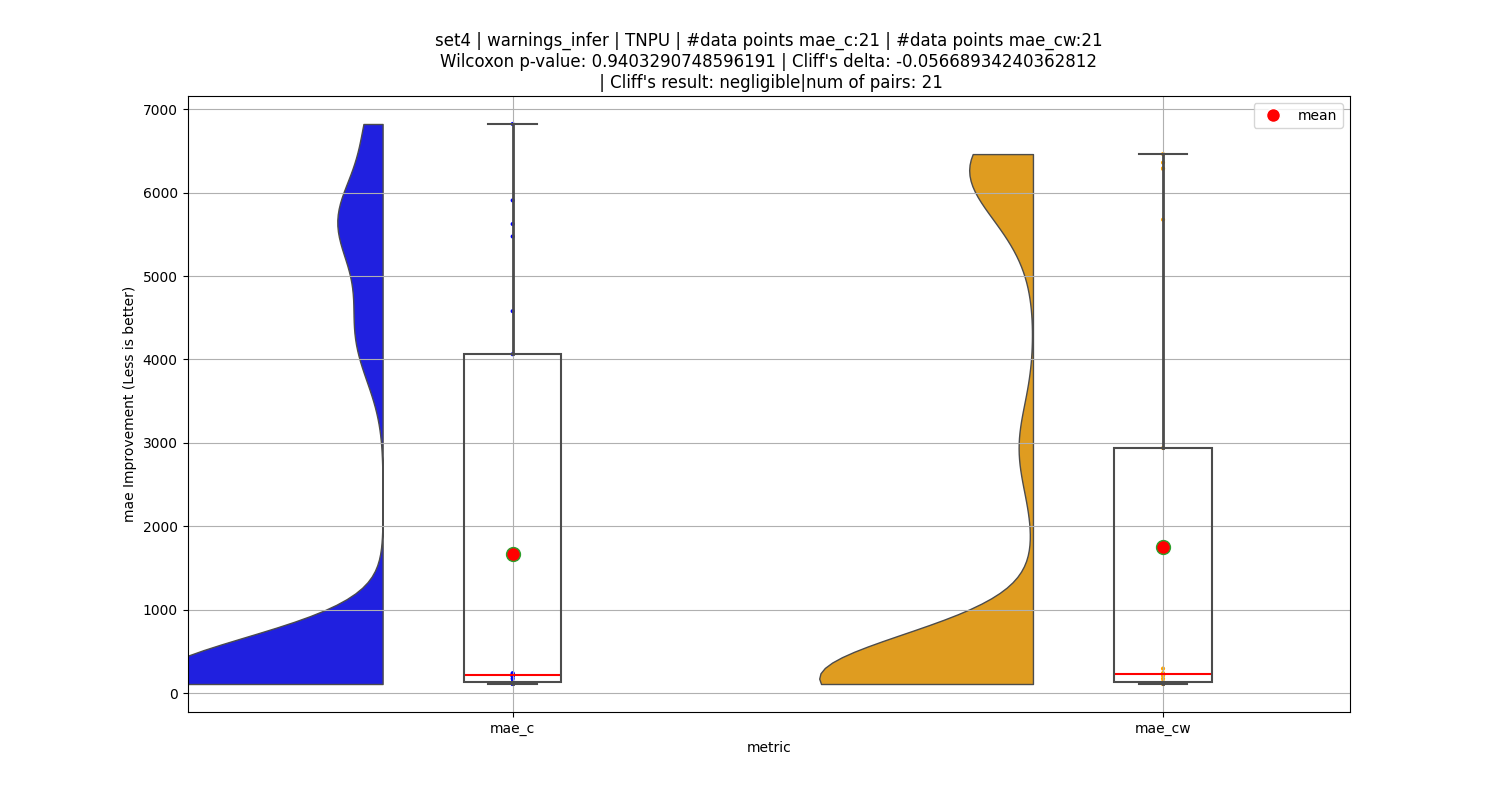 set4 | warnings_infer | TNPU | #data points mae_c:21 | #data points mae_cw:21
Wilcoxon p-value: 0.9403290748596191 | Cliff's delta: -0.05668934240362812
| Cliff's result: negligible|num of pairs: 21
mean
mae Improvement (Less is better)
7000
6000
5000
4000
3000
2000
1000
0
mae_c
mae_cw
metric